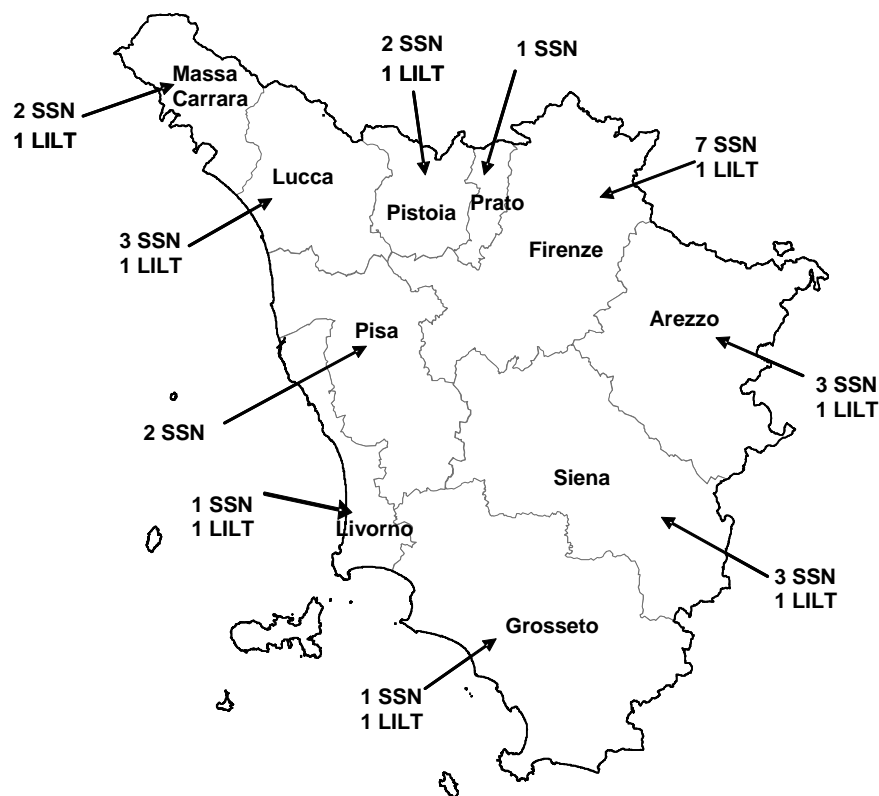 2 SSN
1 LILT
1 SSN
Massa
Carrara
2 SSN
1 LILT
7 SSN
1 LILT
Lucca
Pistoia
Prato
3 SSN
1 LILT
Firenze
Arezzo
Pisa
3 SSN
1 LILT
2 SSN
Siena
1 SSN
1 LILT
Livorno
3 SSN
1 LILT
Grosseto
1 SSN
1 LILT